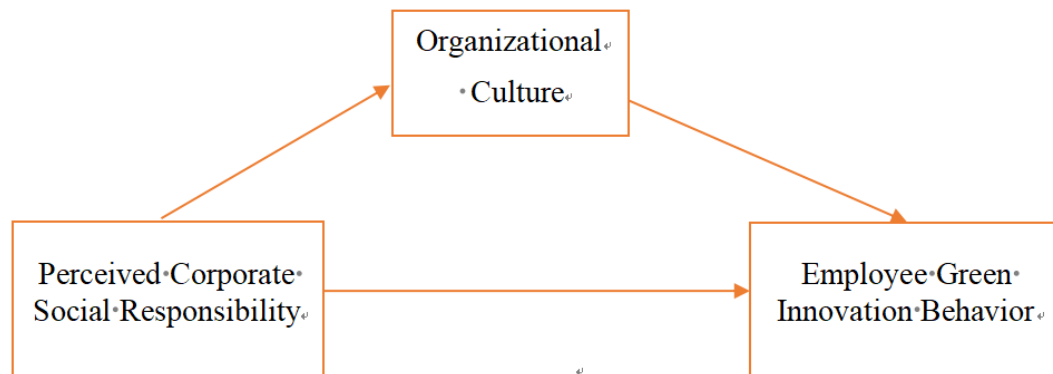 Organizational
Culture
Perceived Corporate
Social Responsibility
Employee Green
Innovation Behavior